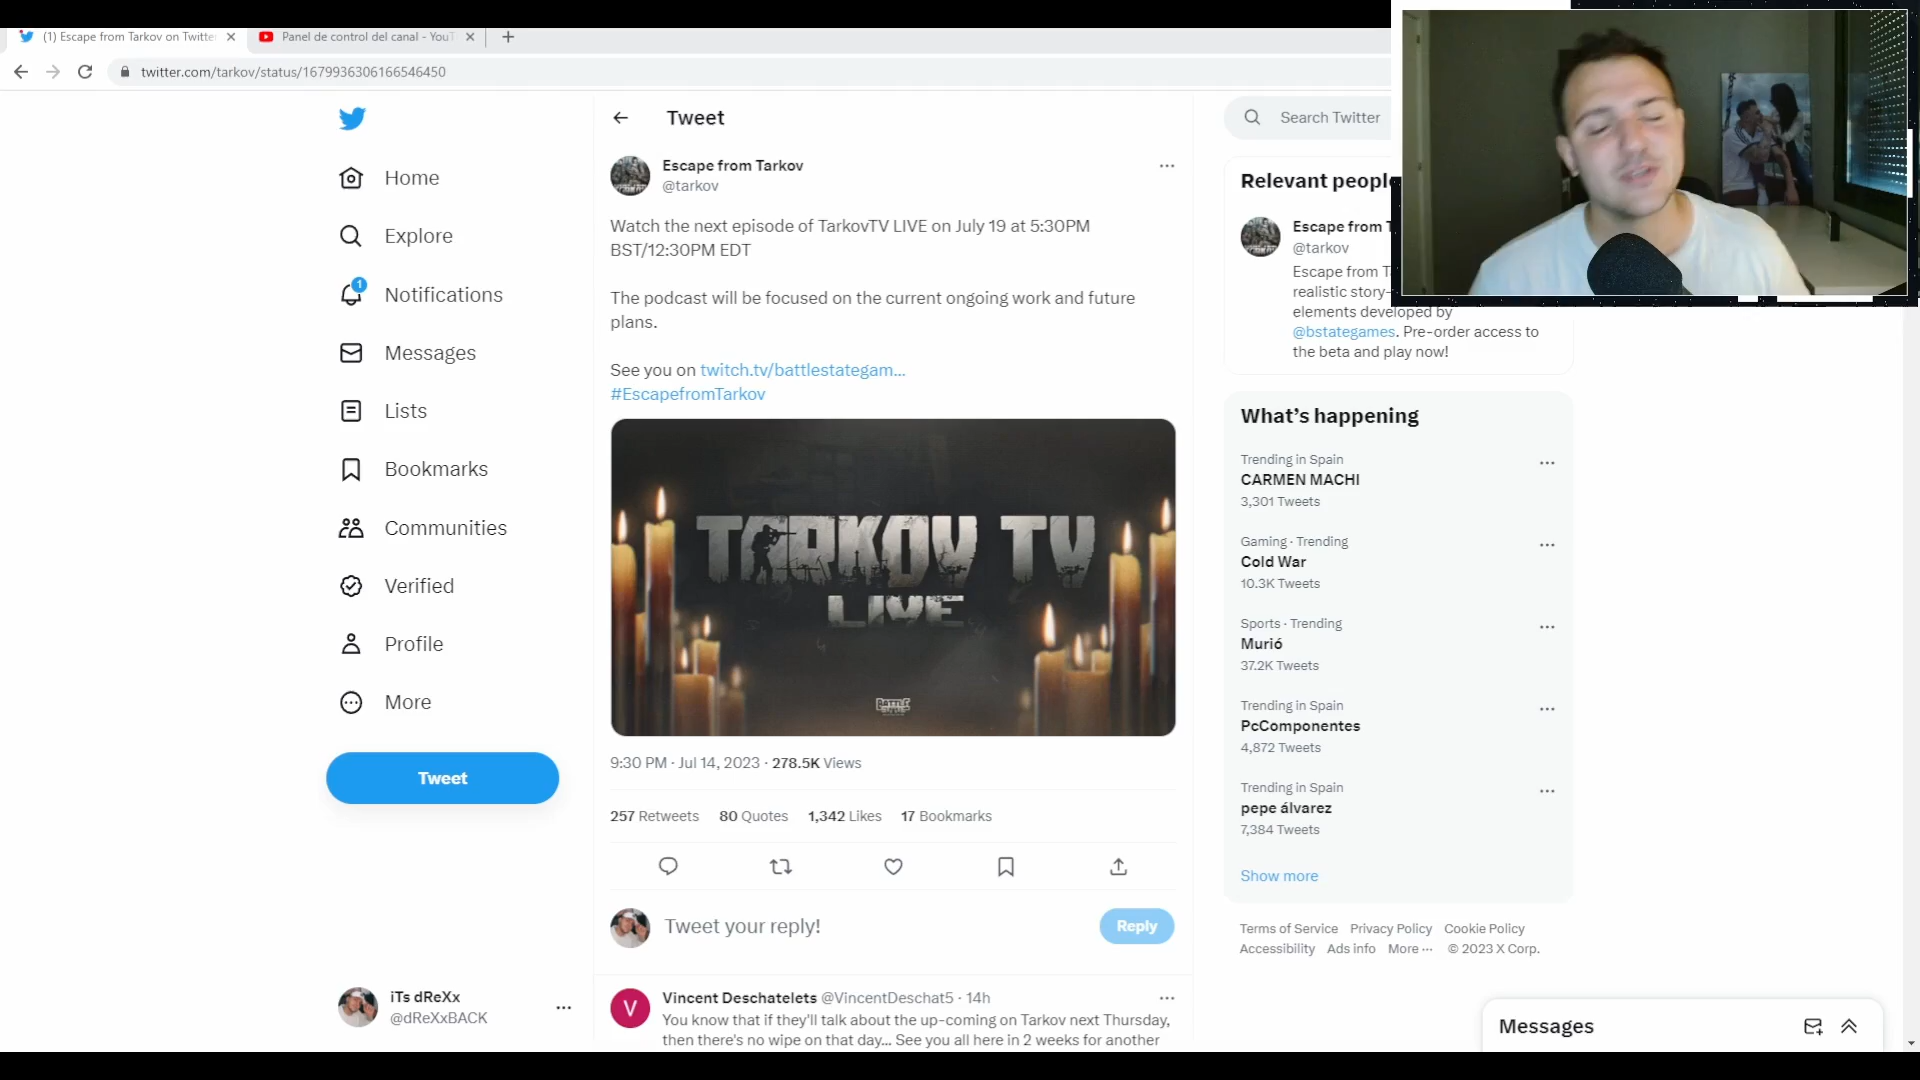 (1) Escape from Tarkov on Twitte
Panel de control del canal - YouT
twitter.com/tarkov/status/1679936306166546450
Home
Explore
1
Notifications
Messages
Lists
Bookmarks
Communities
Verified
Profile
More
Tweet
iTs dReXx
@dReXxBACK
Tweet
Escape from Tarkov
@tarkov
Watch the next episode of TarkovTV LIVE on July 19 at 5:30PM
BST/12:30PM EDT
The podcast will be focused on the current ongoing work and future
plans.
See you on twitch.tv/battlestategam...
#EscapefromTarkov
TARKOV TV
LIVE
BATTLE
9:30 PM · Jul 14, 2023 · 278.5K Views
257 Retweets 80 Quotes 1,342 Likes 17 Bookmarks
Tweet your reply!
Reply
V
Vincent Deschatelets @VincentDeschat5 · 14h
You know that if they'll talk about the up-coming on Tarkov next Thursday,
then there's no wipe on that day... See you all here in 2 weeks for another
Search Twitter
Relevant people
Escape from T
@tarkov
Escape from T
realistic story-
elements developed by
@bstategames. Pre-order access to
the beta and play now!
What's happening
Trending in Spain
CARMEN MACHI
3,301 Tweets
Gaming · Trending
Cold War
10.3K Tweets
Sports · Trending
Murió
37.2K Tweets
Trending in Spain
PcComponentes
4,872 Tweets
Trending in Spain
pepe álvarez
7,384 Tweets
Show more
Terms of Service Privacy Policy Cookie Policy
Accessibility Ads info More ··· © 2023 X Corp.
Messages